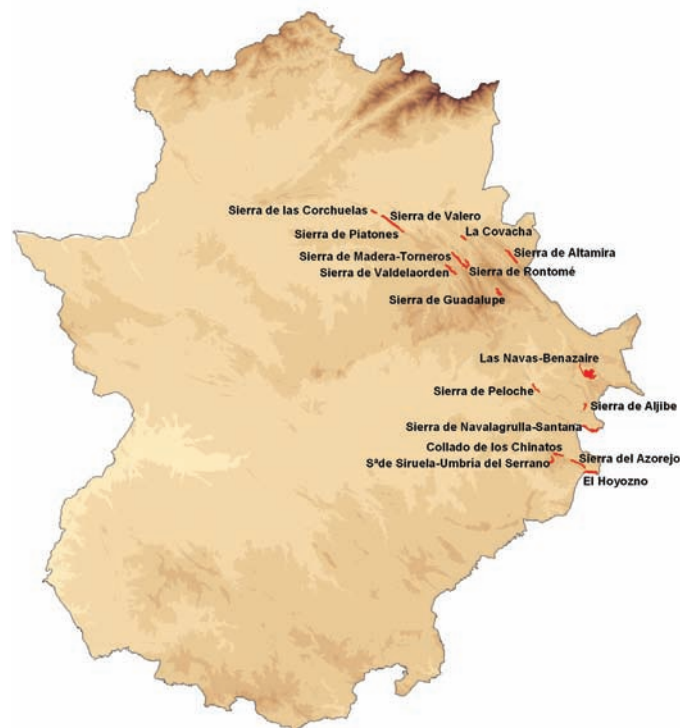 Sierra de las Corchuelas
Sierra de Valero
Sierra de Piatones
La Covacha
Sierra de Madera-Torneros
Sierra de Altamira
Sierra de Valdelaorden
Sierra de Rontomé
Sierra de Guadalupe
Las Navas-Benazaire
Sierra de Peloche
Sierra de Aljibe
Sierra de Navalagrulla-Santana
Collado de los Chinatos
Sªde Siruela-Umbría del Serrano
Sierra del Azorejo
El Hoyozno